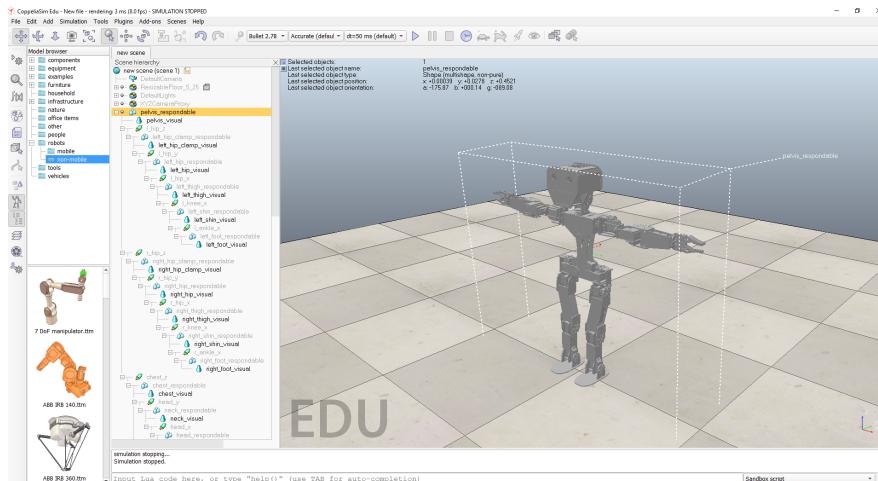 CoppeliaSim Edu - New file - rendering: 3 ms (8.0 fps) - SIMULATION STOPPED
File Edit Add Simulation Tools Plugins Add-ons Scenes Help
Bullet 2.78
Accurate (defaul
dt=50 ms (default)
Model browser
components
equipment
examples
furniture
household
infrastructure
nature
office items
other
people
robots
mobile
non-mobile
tools
vehicles
7 DoF manipulator.ttm
ABB IRB 140.ttm
ABB IRB 360.ttm
new scene
Scene hierarchy
new scene (scene 1)
DefaultCamera
ResizableFloor_5_25
DefaultLights
XYZCameraProxy
pelvis_respondable
pelvis_visual
l_hip_z
left_hip_clamp_respondable
left_hip_clamp_visual
l_hip_y
left_hip_respondable
left_hip_visual
l_hip_x
left_thigh_respondable
left_thigh_visual
l_knee_x
left_shin_respondable
left_shin_visual
l_ankle_x
left_foot_respondable
left_foot_visual
r_hip_z
right_hip_clamp_respondable
right_hip_clamp_visual
r_hip_y
right_hip_respondable
right_hip_visual
r_hip_x
right_thigh_respondable
right_thigh_visual
r_knee_x
right_shin_respondable
right_shin_visual
r_ankle_x
right_foot_respondable
right_foot_visual
chest_z
chest_respondable
chest_visual
head_y
neck_respondable
neck_visual
head_x
head_respondable
Selected objects: 1
Last selected object name: pelvis_respondable
Last selected object type: Shape (multishape, non-pure)
Last selected object position: x: +0.00039 y: +0.0278 z: +0.4521
Last selected object orientation: a: -175.87 b: +000.14 g: -089.08
pelvis_respondable
EDU
simulation stopping...
Simulation stopped.
Input Lua code here, or type "help()" (use TAB for auto-completion)
Sandbox script